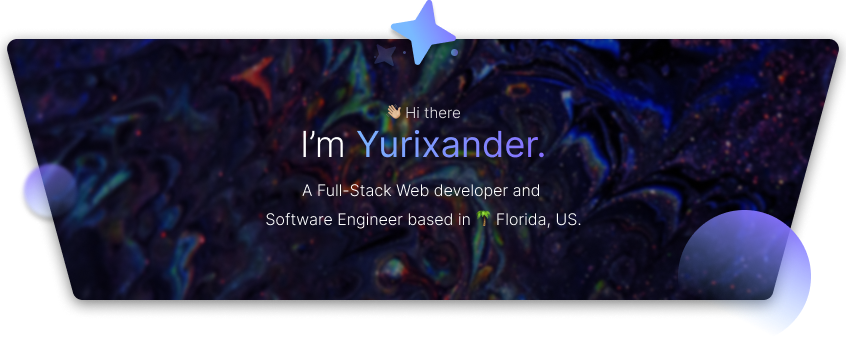 👋🏼 Hi there
I’m Yurixander.
A Full-Stack Web developer and
Software Engineer based in 🌴 Florida, US.